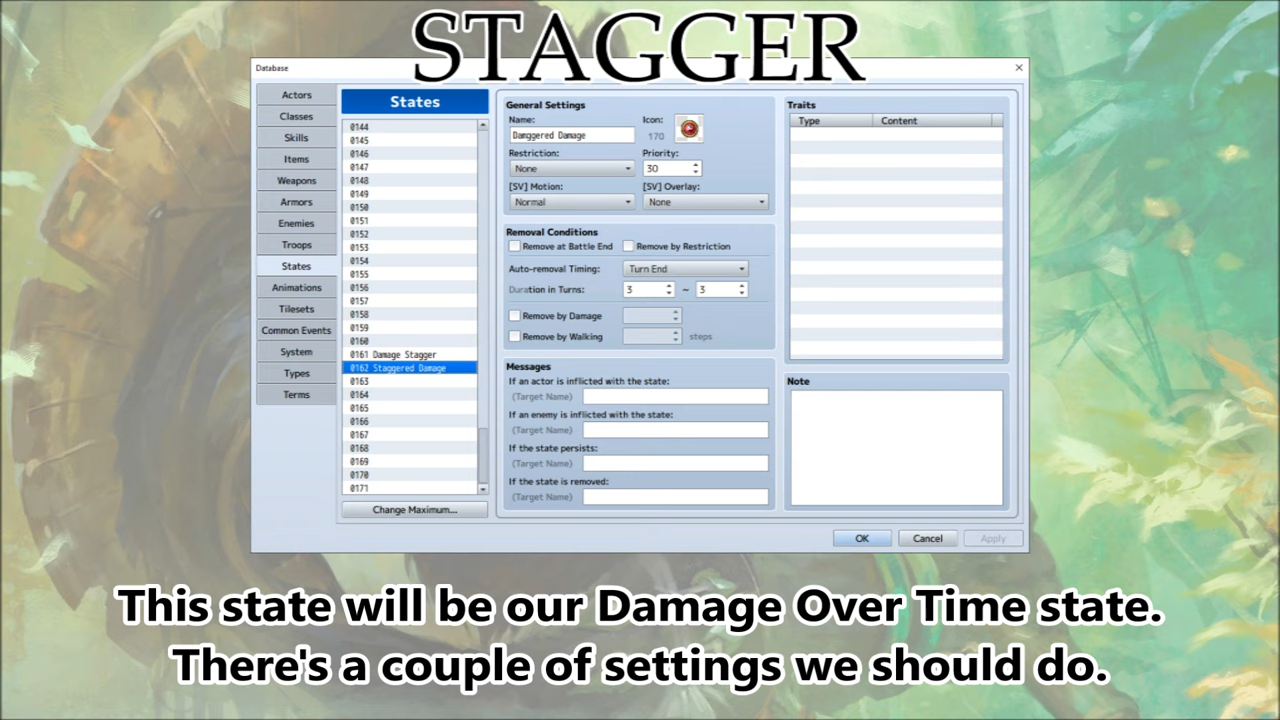 STAGGER
Database
Actors
Classes
Skills
Items
Weapons
Armors
Enemies
Troops
States
Animations
Tilesets
Common Events
System
Types
Terms
States
0144
0145
0146
0147
0148
0149
0150
0151
0152
0153
0154
0155
0156
0157
0158
0159
0160
0161 Damage Stagger
0162 Staggered Damage
0163
0164
0165
0166
0167
0168
0169
0170
0171
Change Maximum...
General Settings
Name: Icon:
Damggered Damage 170
Restriction: Priority:
None 30
[SV] Motion: [SV] Overlay:
Normal None
Removal Conditions
Remove at Battle End Remove by Restriction
Auto-removal Timing: Turn End
Duration in Turns: 3 ~ 3
Remove by Damage
Remove by Walking steps
Messages
If an actor is inflicted with the state:
(Target Name)
If an enemy is inflicted with the state:
(Target Name)
If the state persists:
(Target Name)
If the state is removed:
(Target Name)
Traits
Type Content
Note
OK Cancel Apply
This state will be our Damage Over Time state.
There's a couple of settings we should do.